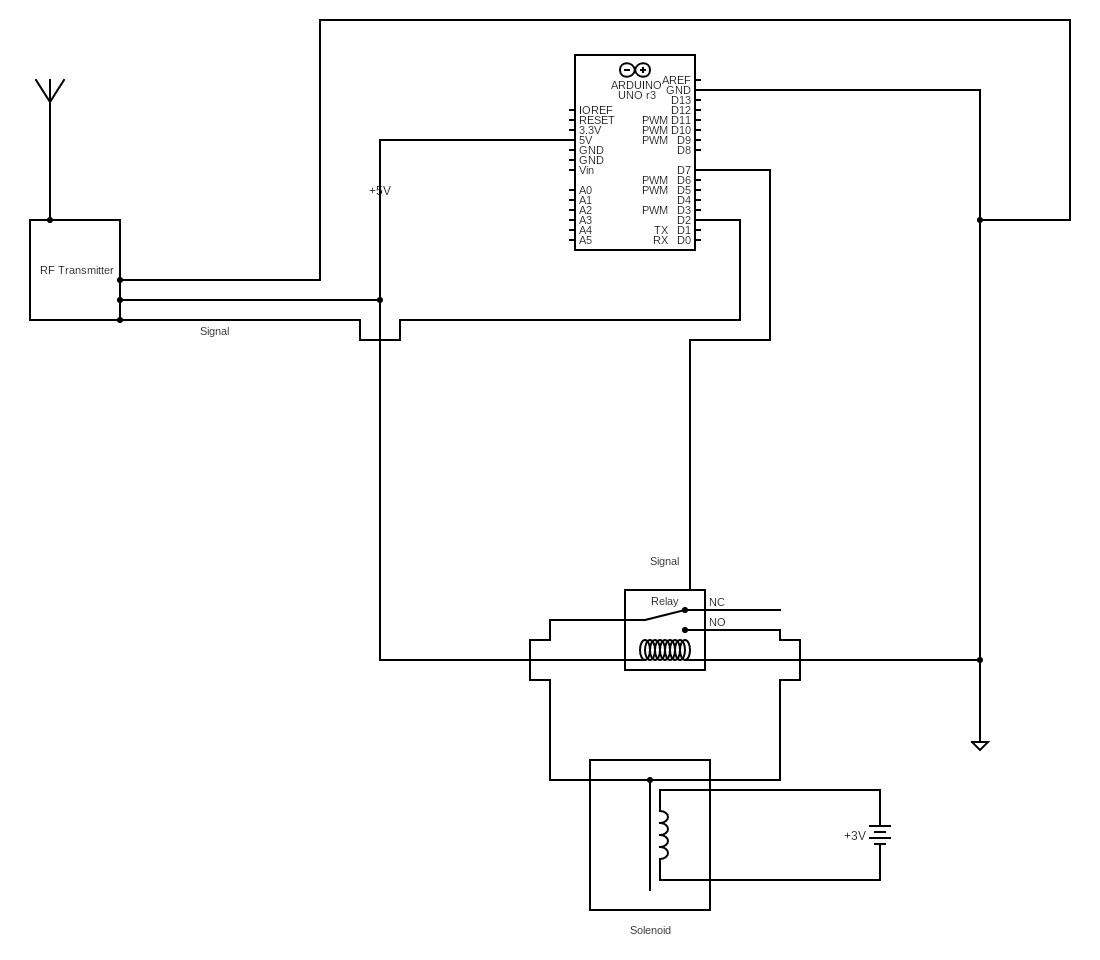 ARDUINO
UNO r3
AREF
GND
D13
IOREF D12
RESET PWM D11
3.3V PWM D10
5V PWM D9
GND D8
GND
Vin D7
PWM D6
A0 PWM D5
A1 D4
A2 PWM D3
A3 D2
A4 TX D1
A5 RX D0
+5V
RF Transmitter
Signal
Signal
Relay NC
NO
+3V
Solenoid